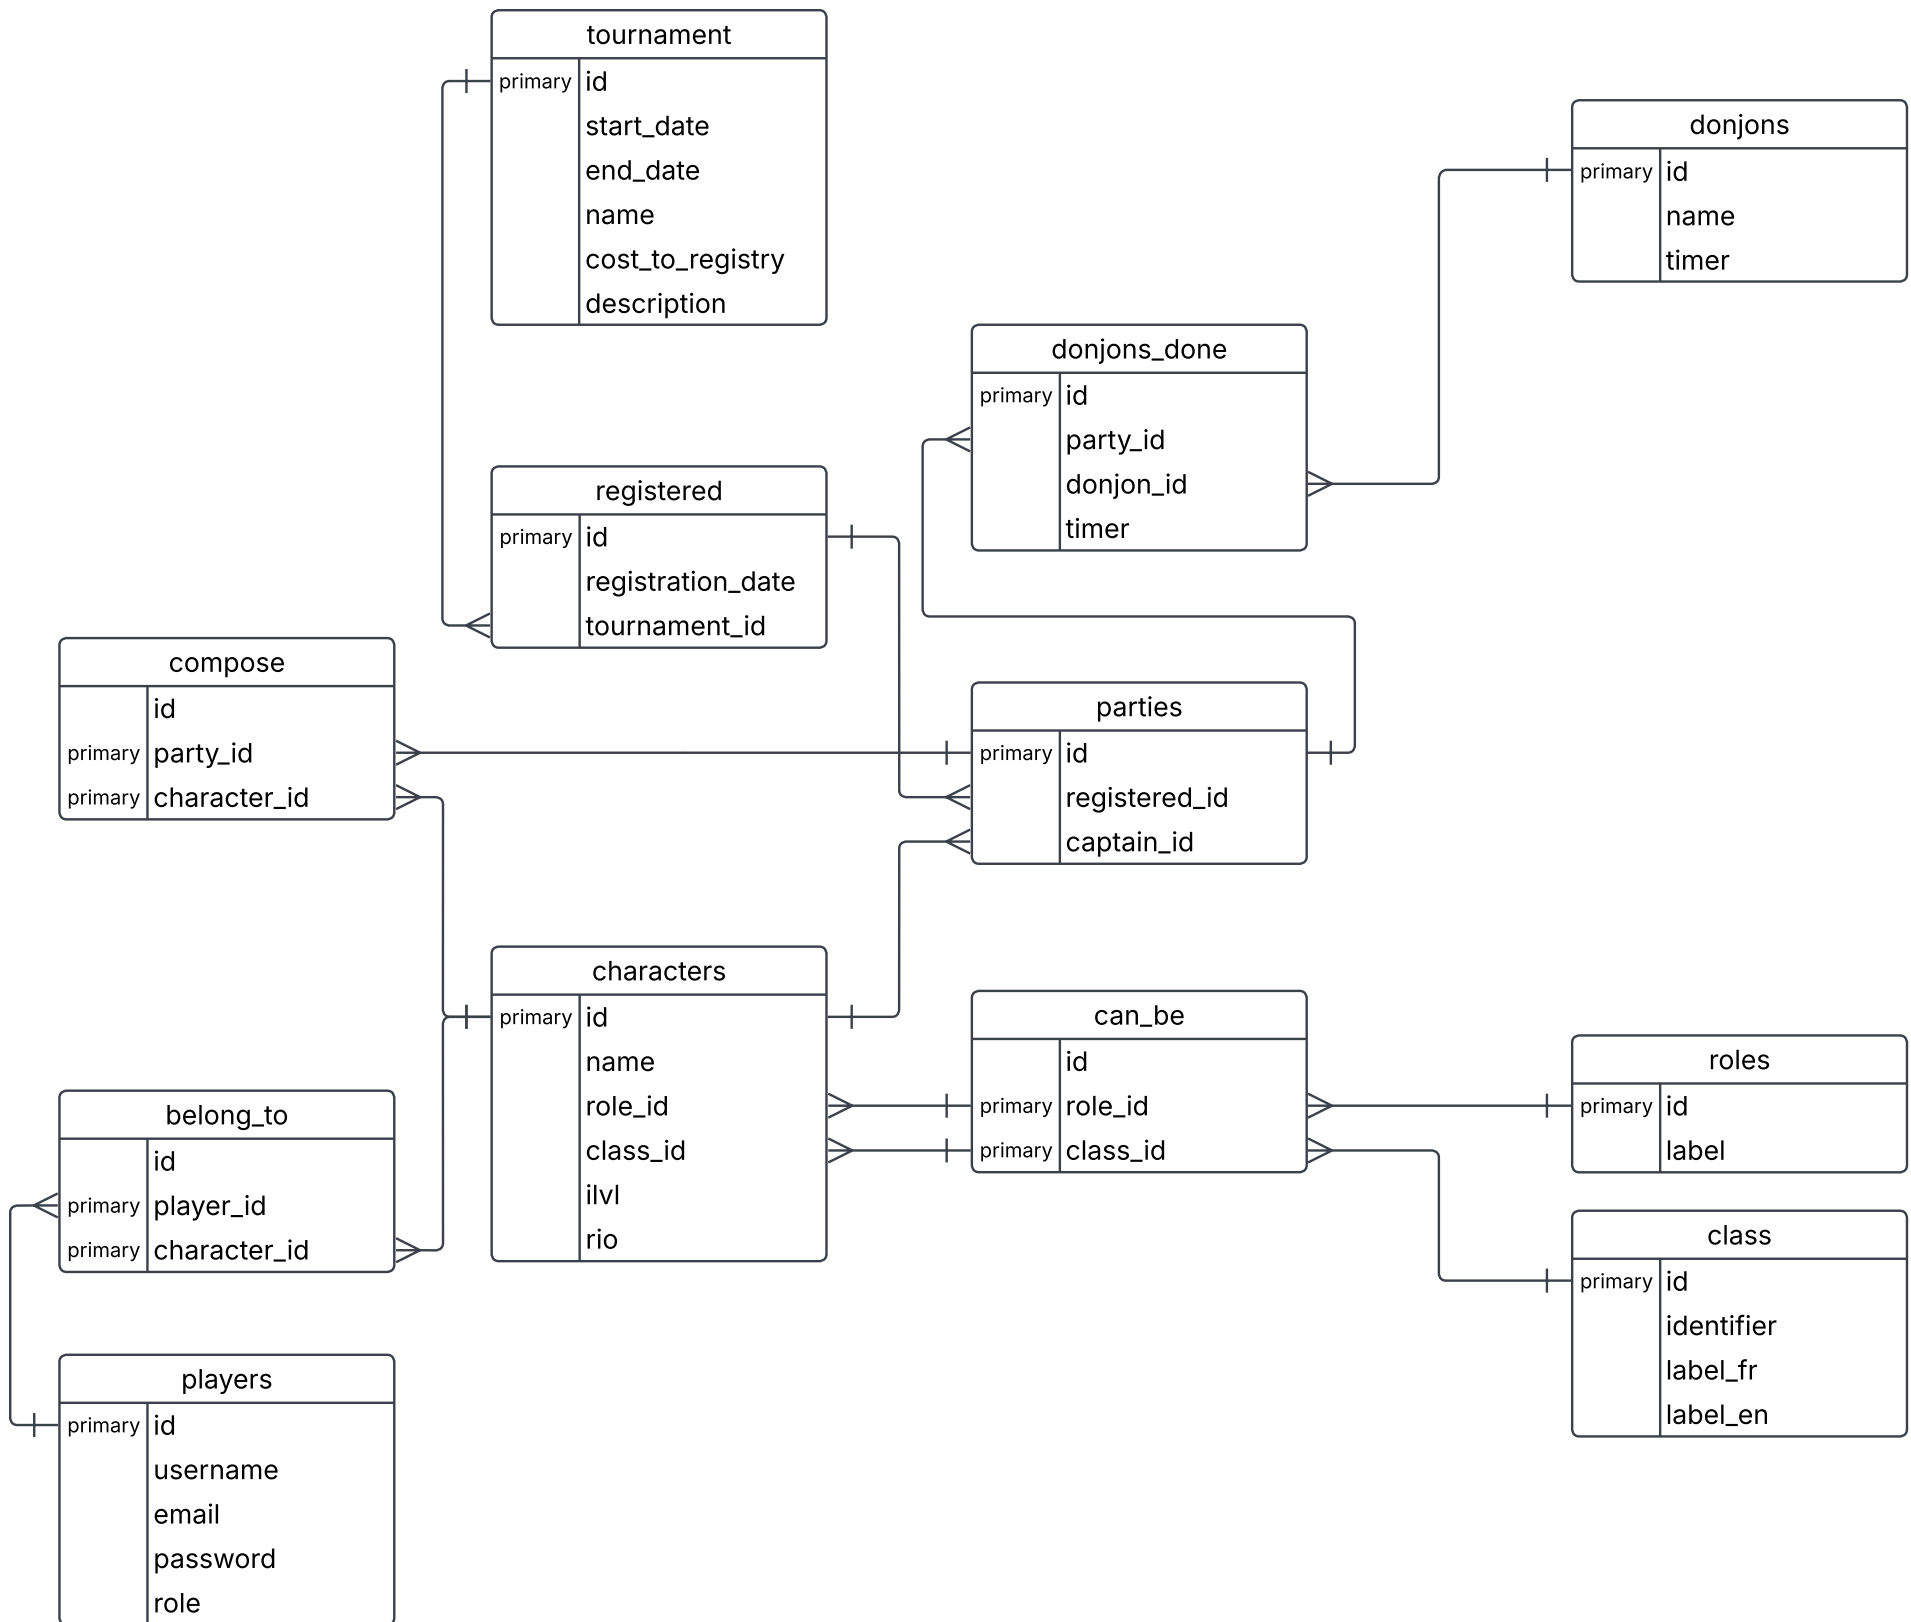 tournament
primary id
start_date
end_date
name
cost_to_registry
description
donjons
primary id
name
timer
donjons_done
primary id
party_id
donjon_id
timer
registered
primary id
registration_date
tournament_id
compose
id
primary party_id
primary character_id
parties
primary id
registered_id
captain_id
characters
primary id
name
role_id
class_id
ilvl
rio
can_be
id
primary role_id
primary class_id
roles
primary id
label
belong_to
id
primary player_id
primary character_id
class
primary id
identifier
label_fr
label_en
players
primary id
username
email
password
role